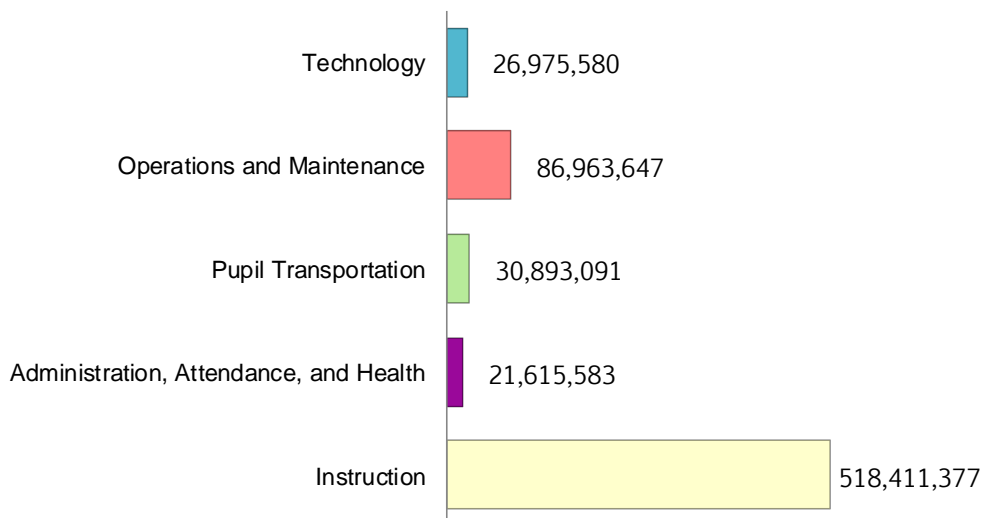 Technology 26,975,580
Operations and Maintenance 86,963,647
Pupil Transportation 30,893,091
Administration, Attendance, and Health 21,615,583
Instruction 518,411,377